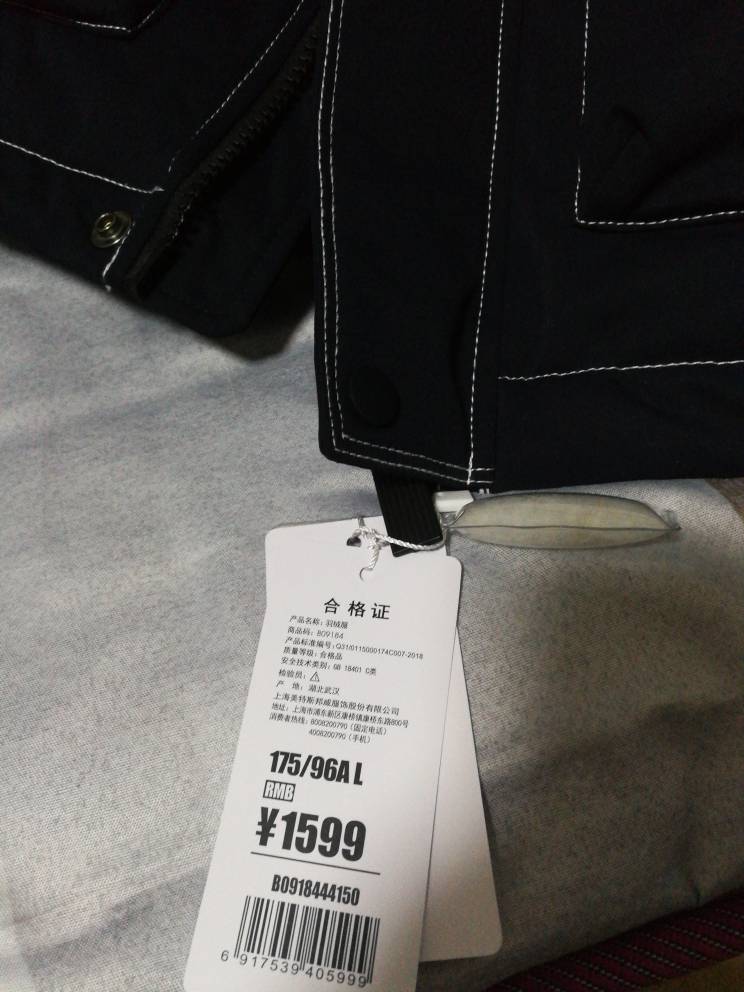 合格证
产品名称：羽绒服
商品码：B09184
产品标准编号：Q31/0115000174C007-2018
质量等级：合格品
安全技术类别：GB 18401 C类
检验员：
产 地：湖北武汉
上海美特斯邦威服饰股份有限公司
地址：上海市浦东新区康桥镇康桥东路800号
消费者热线：8008200790（固定电话）
4008200790（手机）
175/96A L
RMB
¥1599
B0918444150
6 917539 405999